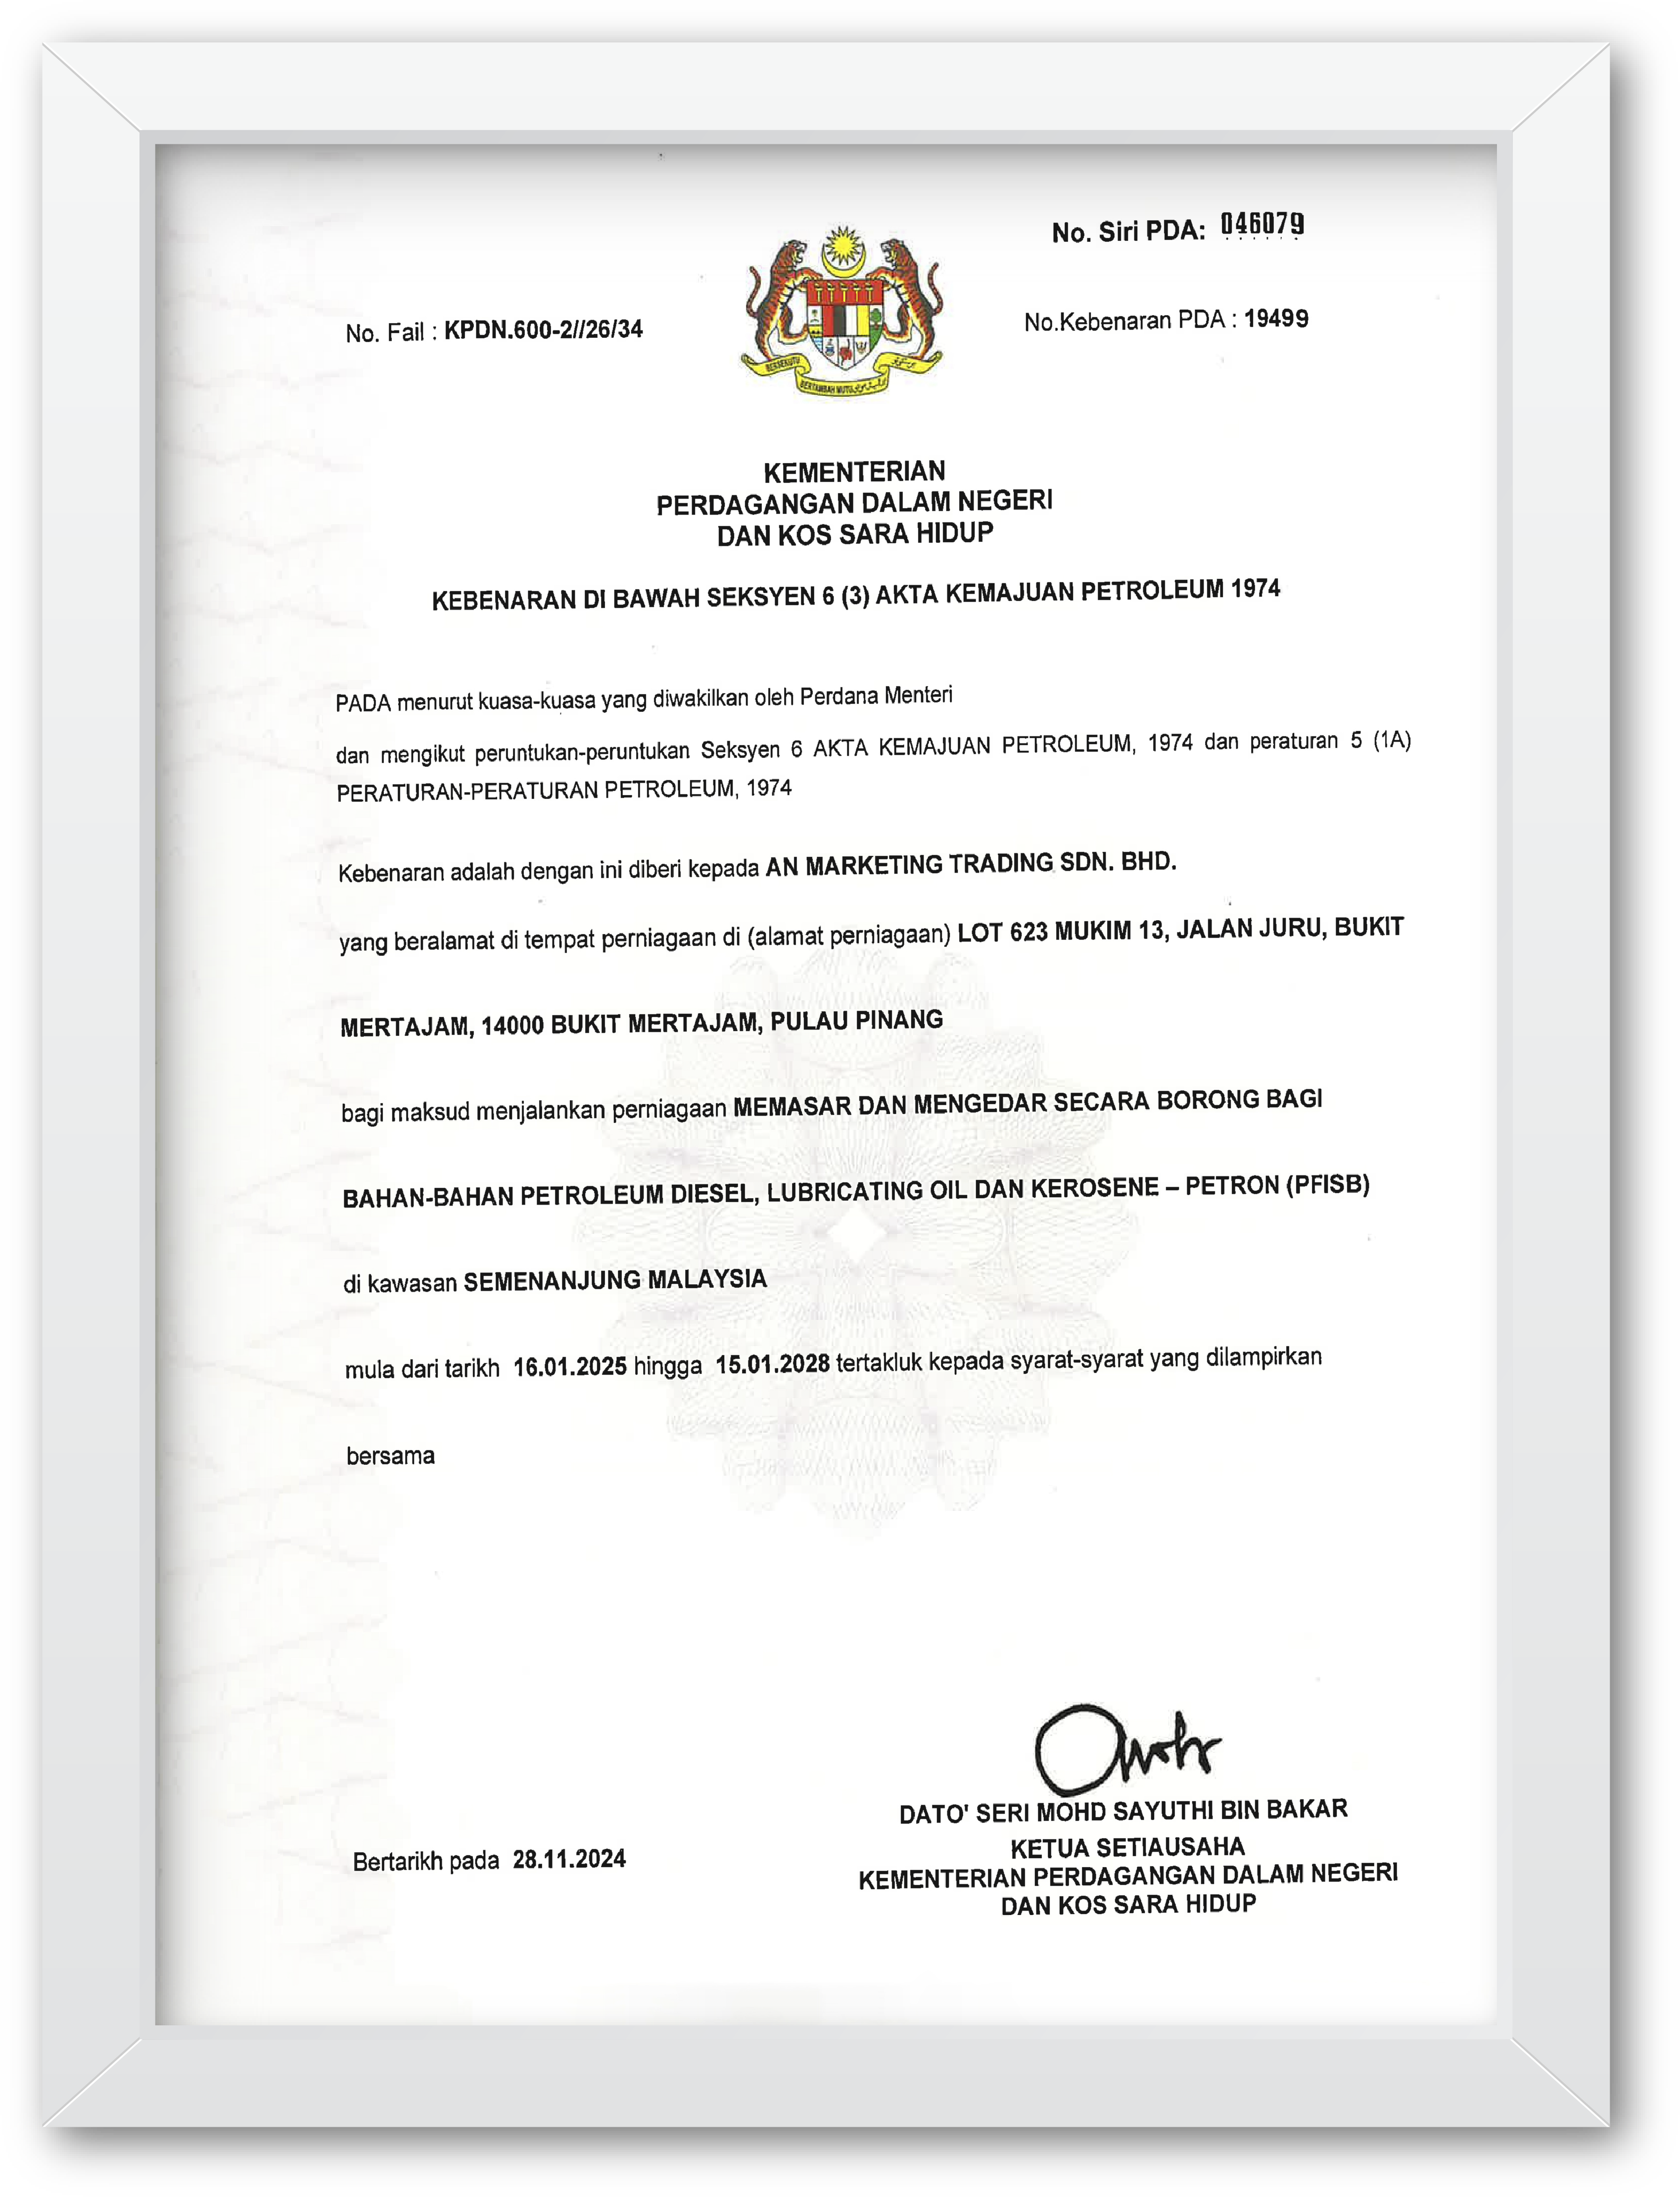 No. Siri PDA: 046079
No. Fail : KPDN.600-2//26/34
No.Kebenaran PDA : 19499
BERSEKUTU
BERTAMBAH MUTU
KEMENTERIAN
PERDAGANGAN DALAM NEGERI
DAN KOS SARA HIDUP
KEBENARAN DI BAWAH SEKSYEN 6 (3) AKTA KEMAJUAN PETROLEUM 1974
PADA menurut kuasa-kuasa yang diwakilkan oleh Perdana Menteri
dan mengikut peruntukan-peruntukan Seksyen 6 AKTA KEMAJUAN PETROLEUM, 1974 dan peraturan 5 (1A)
PERATURAN-PERATURAN PETROLEUM, 1974
Kebenaran adalah dengan ini diberi kepada AN MARKETING TRADING SDN. BHD.
yang beralamat di tempat perniagaan di (alamat perniagaan) LOT 623 MUKIM 13, JALAN JURU, BUKIT
MERTAJAM, 14000 BUKIT MERTAJAM, PULAU PINANG
bagi maksud menjalankan perniagaan MEMASAR DAN MENGEDAR SECARA BORONG BAGI
BAHAN-BAHAN PETROLEUM DIESEL, LUBRICATING OIL DAN KEROSENE – PETRON (PFISB)
di kawasan SEMENANJUNG MALAYSIA
mula dari tarikh 16.01.2025 hingga 15.01.2028 tertakluk kepada syarat-syarat yang dilampirkan
bersama
DATO' SERI MOHD SAYUTHI BIN BAKAR
KETUA SETIAUSAHA
KEMENTERIAN PERDAGANGAN DALAM NEGERI
DAN KOS SARA HIDUP
Bertarikh pada 28.11.2024